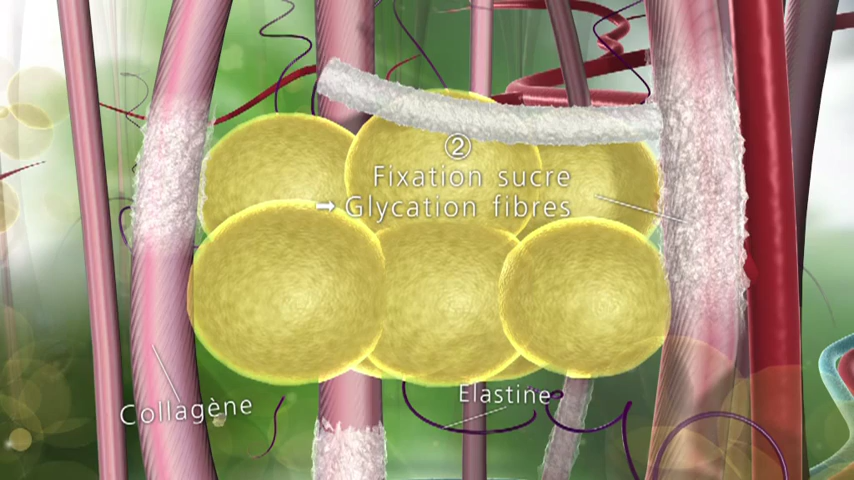 ②
Fixation sucre
➞ Glycation fibres
Elastine
Collagène